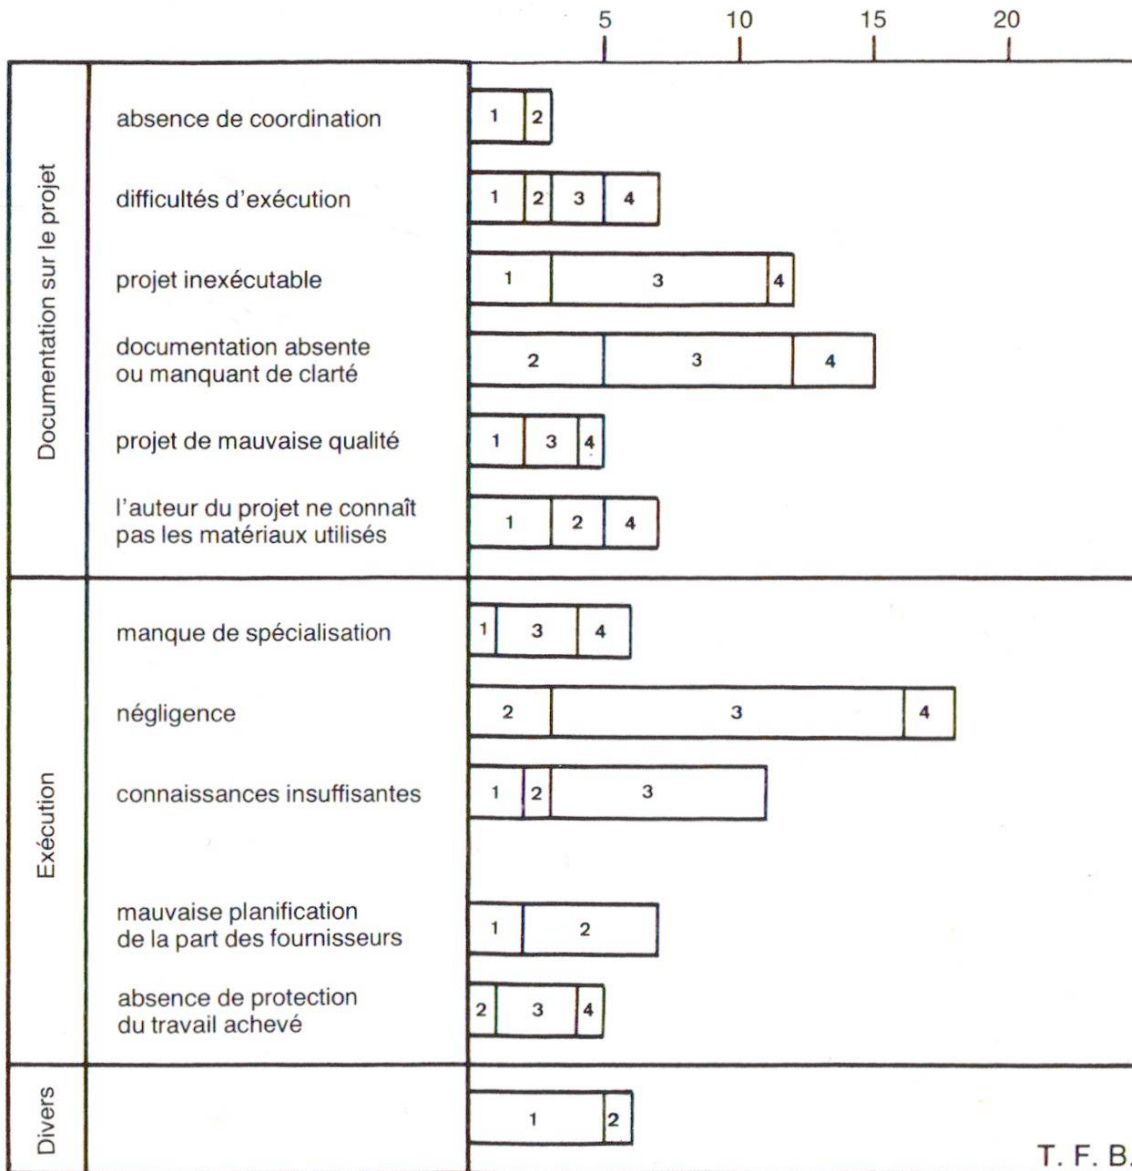 5 10 15 20
Documentation sur le projet
absence de coordination
1 2
difficultés d'exécution
1 2 3 4
projet inexécutable
1 3 4
documentation absente
ou manquant de clarté
2 3 4
projet de mauvaise qualité
1 3 4
l'auteur du projet ne connaît
pas les matériaux utilisés
1 2 4
Exécution
manque de spécialisation
1 3 4
négligence
2 3 4
connaissances insuffisantes
1 2 3
mauvaise planification
de la part des fournisseurs
1 2
absence de protection
du travail achevé
2 3 4
Divers
1 2
T. F. B.